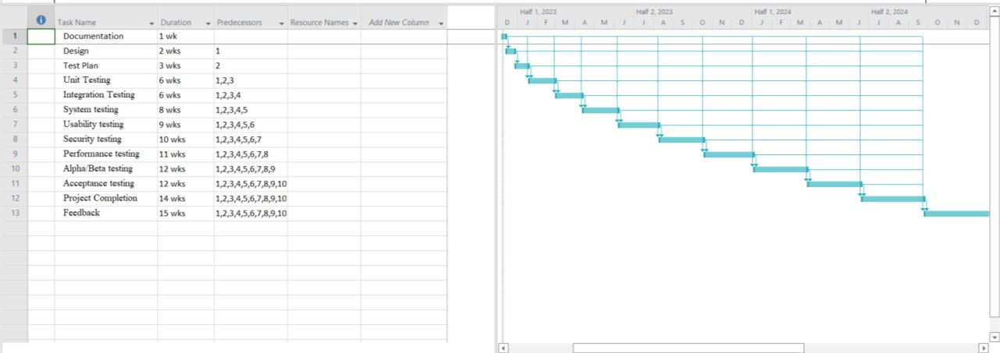 Half 1, 2023 Half 2, 2023 Half 1, 2024 Half 2, 2024
Task Name Duration Predecessors Resource Names Add New Column D J F M A M J J A S O N D J F M A M J J A S O N D
1 Documentation 1 wk
2 Design 2 wks 1
3 Test Plan 3 wks 2
4 Unit Testing 6 wks 1,2,3
5 Integration Testing 6 wks 1,2,3,4
6 System testing 8 wks 1,2,3,4,5
7 Usability testing 9 wks 1,2,3,4,5,6
8 Security testing 10 wks 1,2,3,4,5,6,7
9 Performance testing 11 wks 1,2,3,4,5,6,7,8
10 Alpha/Beta testing 12 wks 1,2,3,4,5,6,7,8,9
11 Acceptance testing 12 wks 1,2,3,4,5,6,7,8,9,10
12 Project Completion 14 wks 1,2,3,4,5,6,7,8,9,10
13 Feedback 15 wks 1,2,3,4,5,6,7,8,9,10